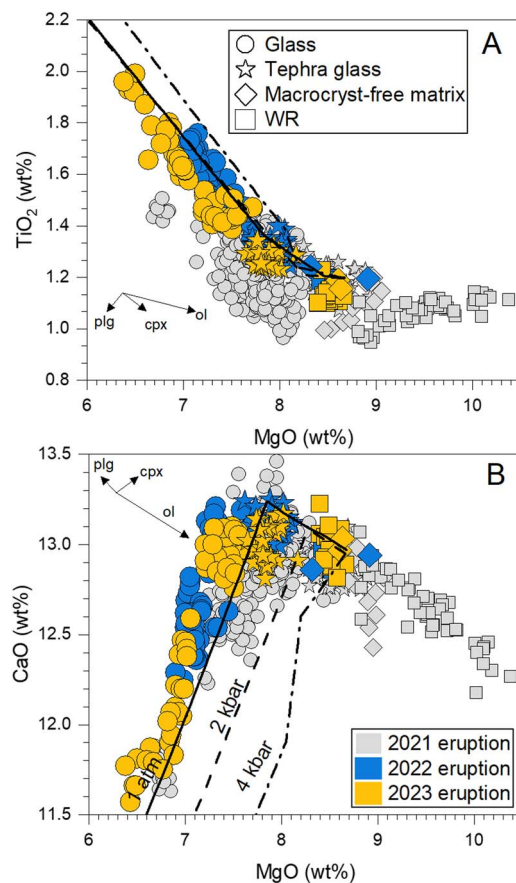 A
Glass
Tephra glass
Macrocryst-free matrix
WR
2.2
2.0
1.8
1.6
1.4
1.2
1.0
0.8
TiO₂ (wt%)
plg
cpx
ol
6 7 8 9 10
MgO (wt%)
B
13.5
13.0
12.5
12.0
11.5
CaO (wt%)
plg
cpx
ol
1 atm
2 kbar
4 kbar
2021 eruption
2022 eruption
2023 eruption
6 7 8 9 10
MgO (wt%)